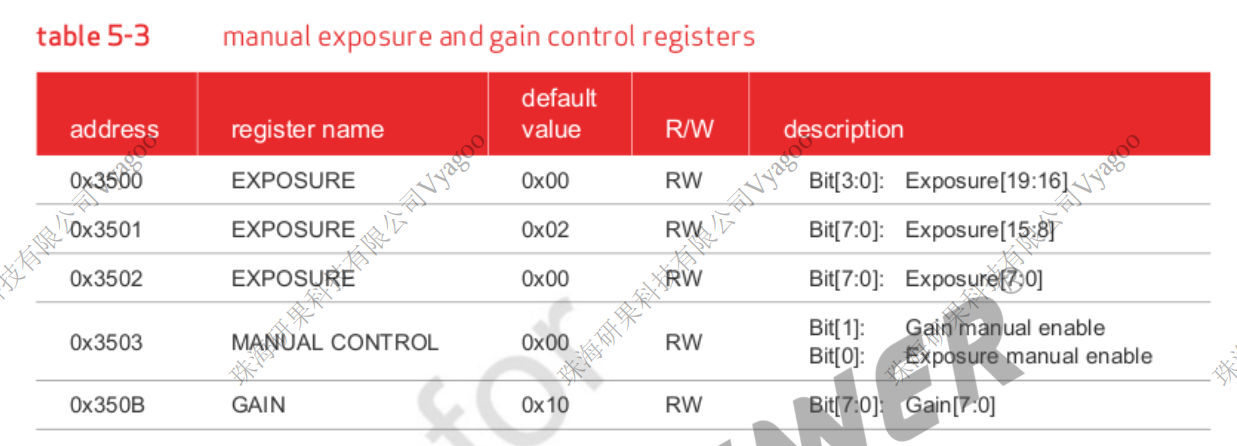 table 5-3 manual exposure and gain control registers
address register name default value R/W description
0x3500 EXPOSURE 0x00 RW Bit[3:0]: Exposure[19:16]
0x3501 EXPOSURE 0x02 RW Bit[7:0]: Exposure[15:8]
0x3502 EXPOSURE 0x00 RW Bit[7:0]: Exposure[7:0]
0x3503 MANUAL CONTROL 0x00 RW Bit[1]: Gain manual enable
Bit[0]: Exposure manual enable
0x350B GAIN 0x10 RW Bit[7:0]: Gain[7:0]
珠海研果科技有限公司Vyagoo
珠海研果科技有限公司Vyagoo
珠海研果科技有限公司Vyagoo
for